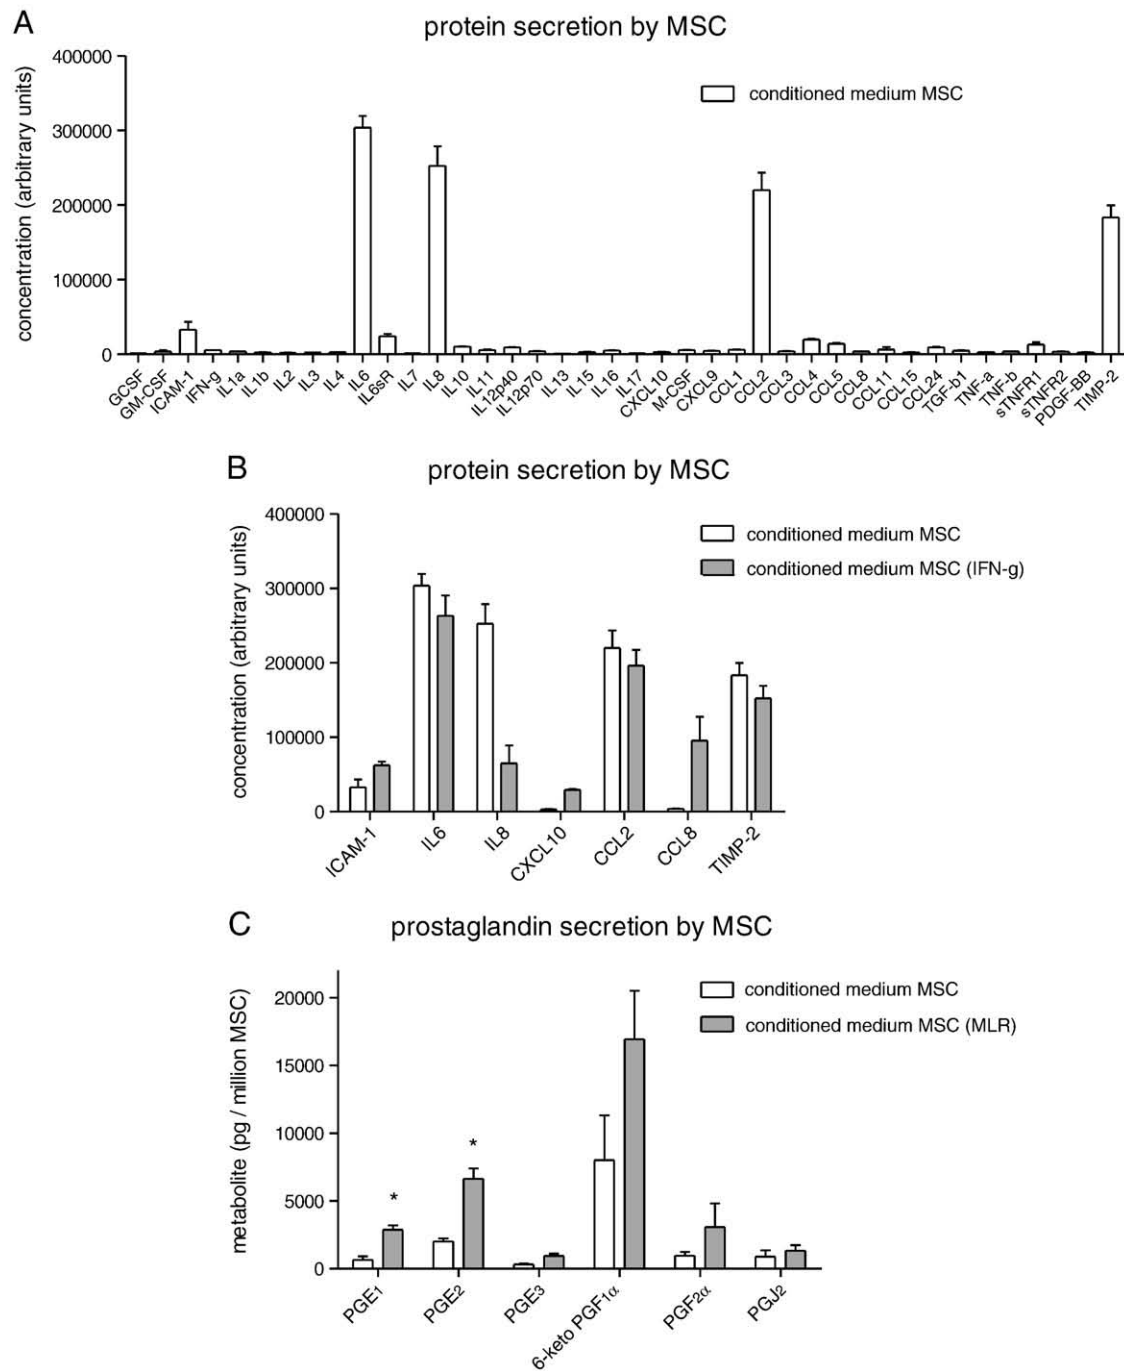 A
protein secretion by MSC
400000
300000
200000
100000
0
concentration (arbitrary units)
conditioned medium MSC
GCSF
GM-CSF
ICAM-1
IFN-g
IL1a
IL1b
IL2
IL3
IL4
IL6
IL6sR
IL7
IL8
IL10
IL11
IL12p40
IL12p70
IL13
IL15
IL16
IL17
CXCL10
M-CSF
CXCL9
CCL1
CCL2
CCL3
CCL4
CCL5
CCL8
CCL11
CCL15
CCL24
TGF-b1
TNF-a
TNF-b
sTNFR1
sTNFR2
PDGF-BB
TIMP-2
B
protein secretion by MSC
400000
300000
200000
100000
0
concentration (arbitrary units)
conditioned medium MSC
conditioned medium MSC (IFN-g)
ICAM-1
IL6
IL8
CXCL10
CCL2
CCL8
TIMP-2
C
prostaglandin secretion by MSC
20000
15000
10000
5000
0
metabolite (pg / million MSC)
conditioned medium MSC
conditioned medium MSC (MLR)
*
*
PGE1
PGE2
PGE3
6-keto PGF1α
PGF2α
PGJ2